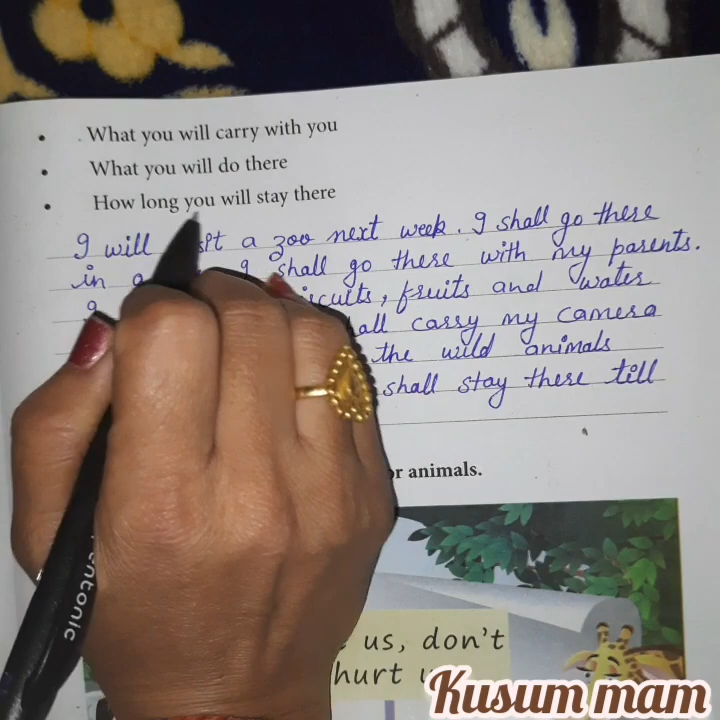 What you will carry with you
What you will do there
How long you will stay there
I will a zoo next week. I shall go there
in a I shall go there with my parents.
I biscuits, fruits and water
shall carry my camera
the wild animals
shall stay there till
for animals.
us, don't
hurt
Pentonic
Kusum mam